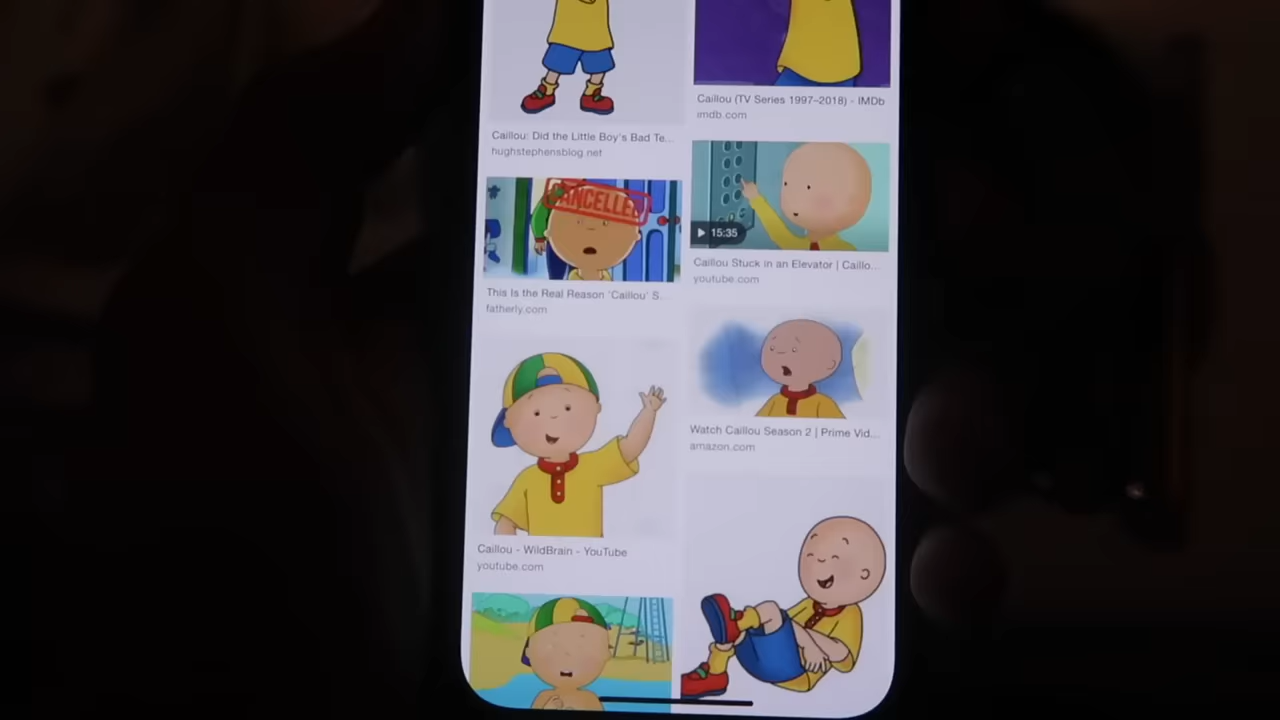 Caillou: Did the Little Boy's Bad Te...
hughstephensblog.net
CANCELLED
This Is the Real Reason 'Caillou' S...
fatherly.com
Caillou - WildBrain - YouTube
youtube.com
Caillou (TV Series 1997–2018) - IMDb
imdb.com
15:35
Caillou Stuck in an Elevator | Caillo...
youtube.com
Watch Caillou Season 2 | Prime Vid...
amazon.com